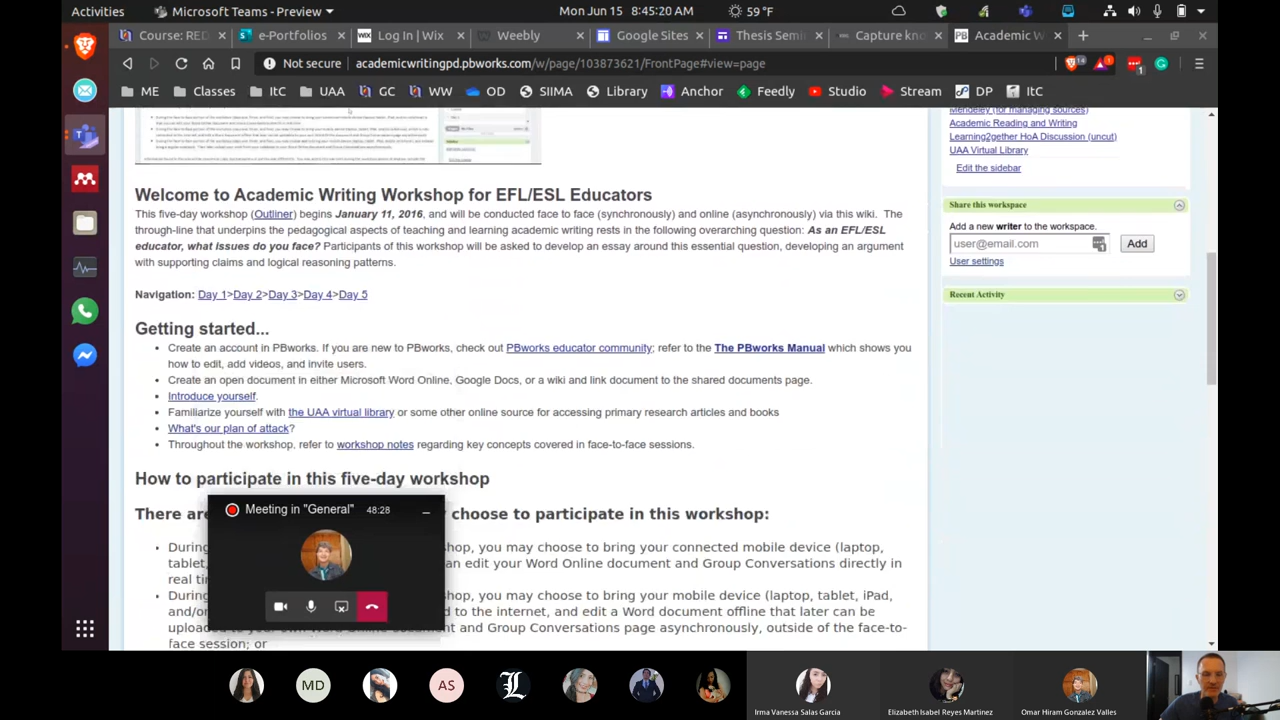 Activities
Microsoft Teams - Preview
Mon Jun 15
8:45:20 AM
59 °F
Course: RED
e-Portfolios
Log In | Wix
Weebly
Google Sites
Thesis Semi
Capture kno
Academic W
Not secure
academicwritingpd.pbworks.com/w/page/103873621/FrontPage#view=page
ME
Classes
ItC
UAA
GC
WW
OD
SIIMA
Library
Anchor
Feedly
Studio
Stream
DP
ItC
Mendeley (for managing sources)
Academic Reading and Writing
Learning2gether HoA Discussion (uncut)
UAA Virtual Library
Edit the sidebar
Share this workspace
Add a new writer to the workspace.
user@email.com
Add
User settings
Recent Activity
Welcome to Academic Writing Workshop for EFL/ESL Educators
This five-day workshop (Outliner) begins January 11, 2016, and will be conducted face to face (synchronously) and online (asynchronously) via this wiki. The
through-line that underpins the pedagogical aspects of teaching and learning academic writing rests in the following overarching question: As an EFL/ESL
educator, what issues do you face? Participants of this workshop will be asked to develop an essay around this essential question, developing an argument
with supporting claims and logical reasoning patterns.
Navigation: Day 1>Day 2>Day 3>Day 4>Day 5
Getting started...
Create an account in PBworks. If you are new to PBworks, check out PBworks educator community; refer to the The PBworks Manual which shows you
how to edit, add videos, and invite users.
Create an open document in either Microsoft Word Online, Google Docs, or a wiki and link document to the shared documents page.
Introduce yourself.
Familiarize yourself with the UAA virtual library or some other online source for accessing primary research articles and books
What's our plan of attack?
Throughout the workshop, refer to workshop notes regarding key concepts covered in face-to-face sessions.
How to participate in this five-day workshop
There are
choose to participate in this workshop:
During
shop, you may choose to bring your connected mobile device (laptop,
tablet,
an edit your Word Online document and Group Conversations directly in
real ti
During
shop, you may choose to bring your mobile device (laptop, tablet, iPad,
and/or
d to the internet, and edit a Word document offline that later can be
uploa
and Group Conversations page asynchronously, outside of the face-to-
face session; or
Meeting in "General"
48:28
MD
AS
L
Irma Vanessa Salas Garcia
Elizabeth Isabel Reyes Martinez
Omar Hiram Gonzalez Valles